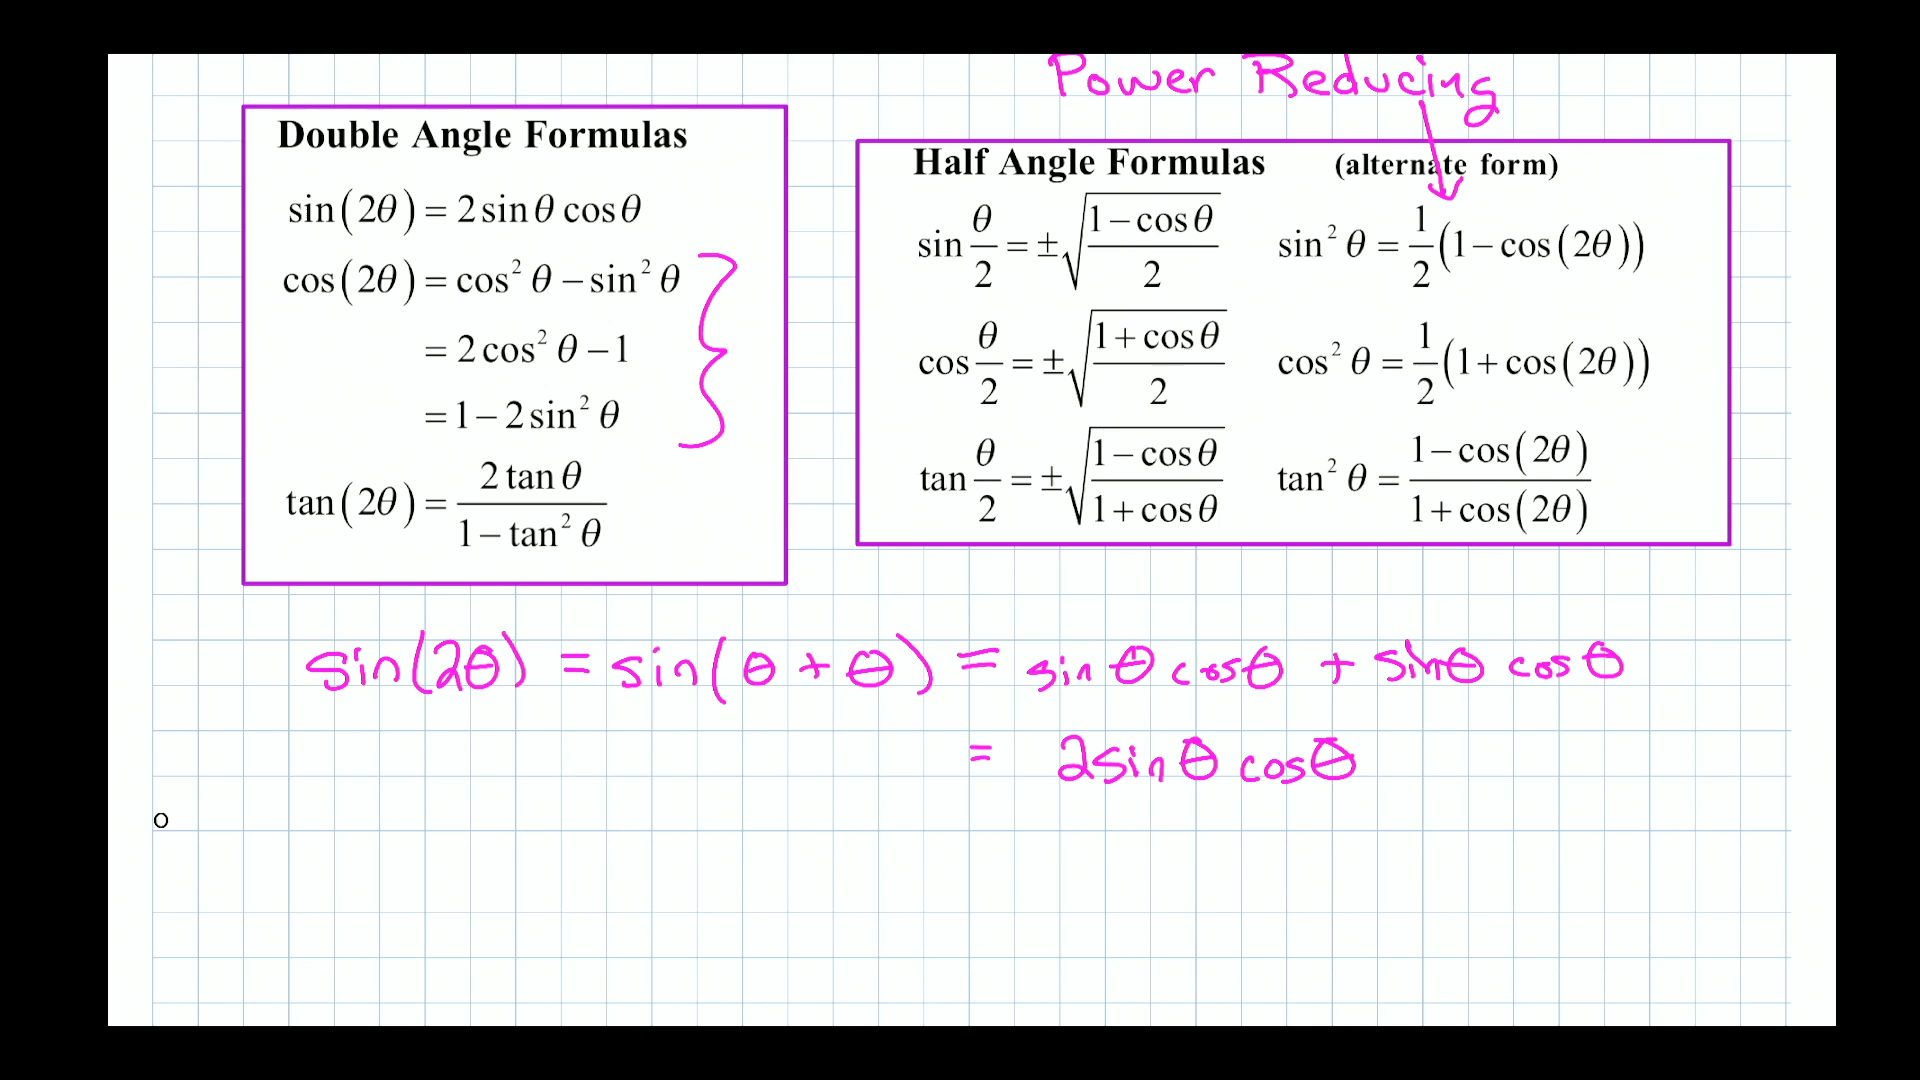 Power Reducing
Double Angle Formulas
sin(2θ) = 2 sin θ cos θ
cos(2θ) = cos² θ − sin² θ
= 2 cos² θ − 1
= 1 − 2 sin² θ
tan(2θ) = 2 tan θ / 1 − tan² θ
Half Angle Formulas (alternate form)
sin θ/2 = ±√(1 − cos θ / 2) sin² θ = 1/2 (1 − cos(2θ))
cos θ/2 = ±√(1 + cos θ / 2) cos² θ = 1/2 (1 + cos(2θ))
tan θ/2 = ±√(1 − cos θ / 1 + cos θ) tan² θ = 1 − cos(2θ) / 1 + cos(2θ)
sin(2θ) = sin(θ + θ) = sin θ cos θ + sin θ cos θ
= 2 sin θ cos θ